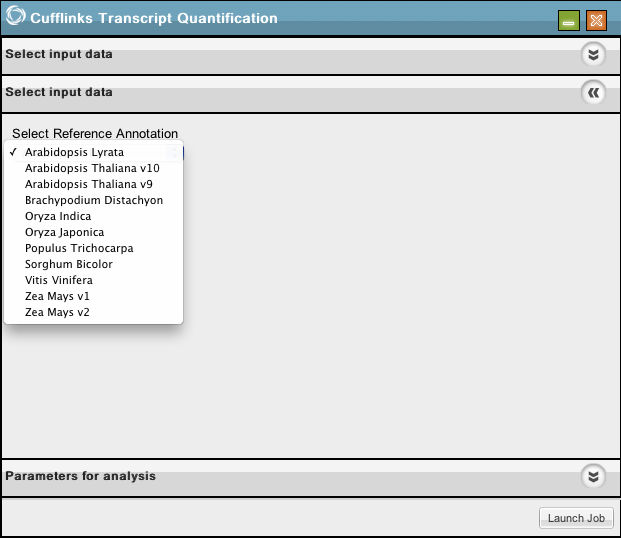 Cufflinks Transcript Quantification
Select input data
Select input data
Select Reference Annotation
✓ Arabidopsis Lyrata
Arabidopsis Thaliana v10
Arabidopsis Thaliana v9
Brachypodium Distachyon
Oryza Indica
Oryza Japonica
Populus Trichocarpa
Sorghum Bicolor
Vitis Vinifera
Zea Mays v1
Zea Mays v2
Parameters for analysis
Launch Job